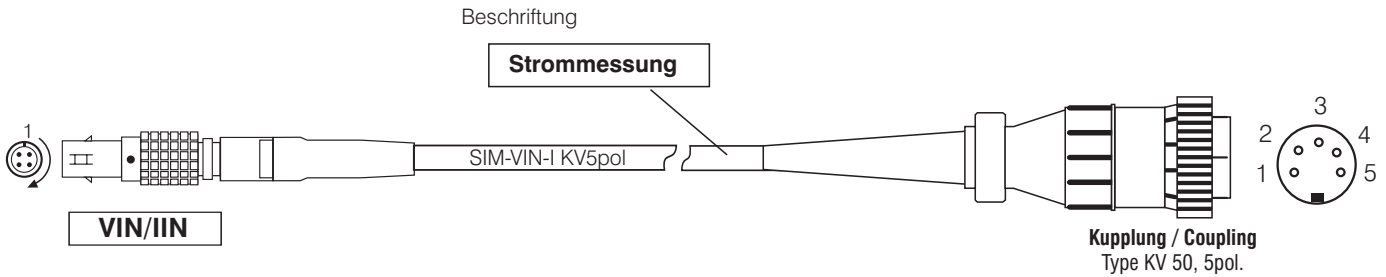 Beschriftung
Strommessung
1
SIM-VIN-I KV5pol
VIN/IIN
3
2 4
1 5
Kupplung / Coupling
Type KV 50, 5pol.